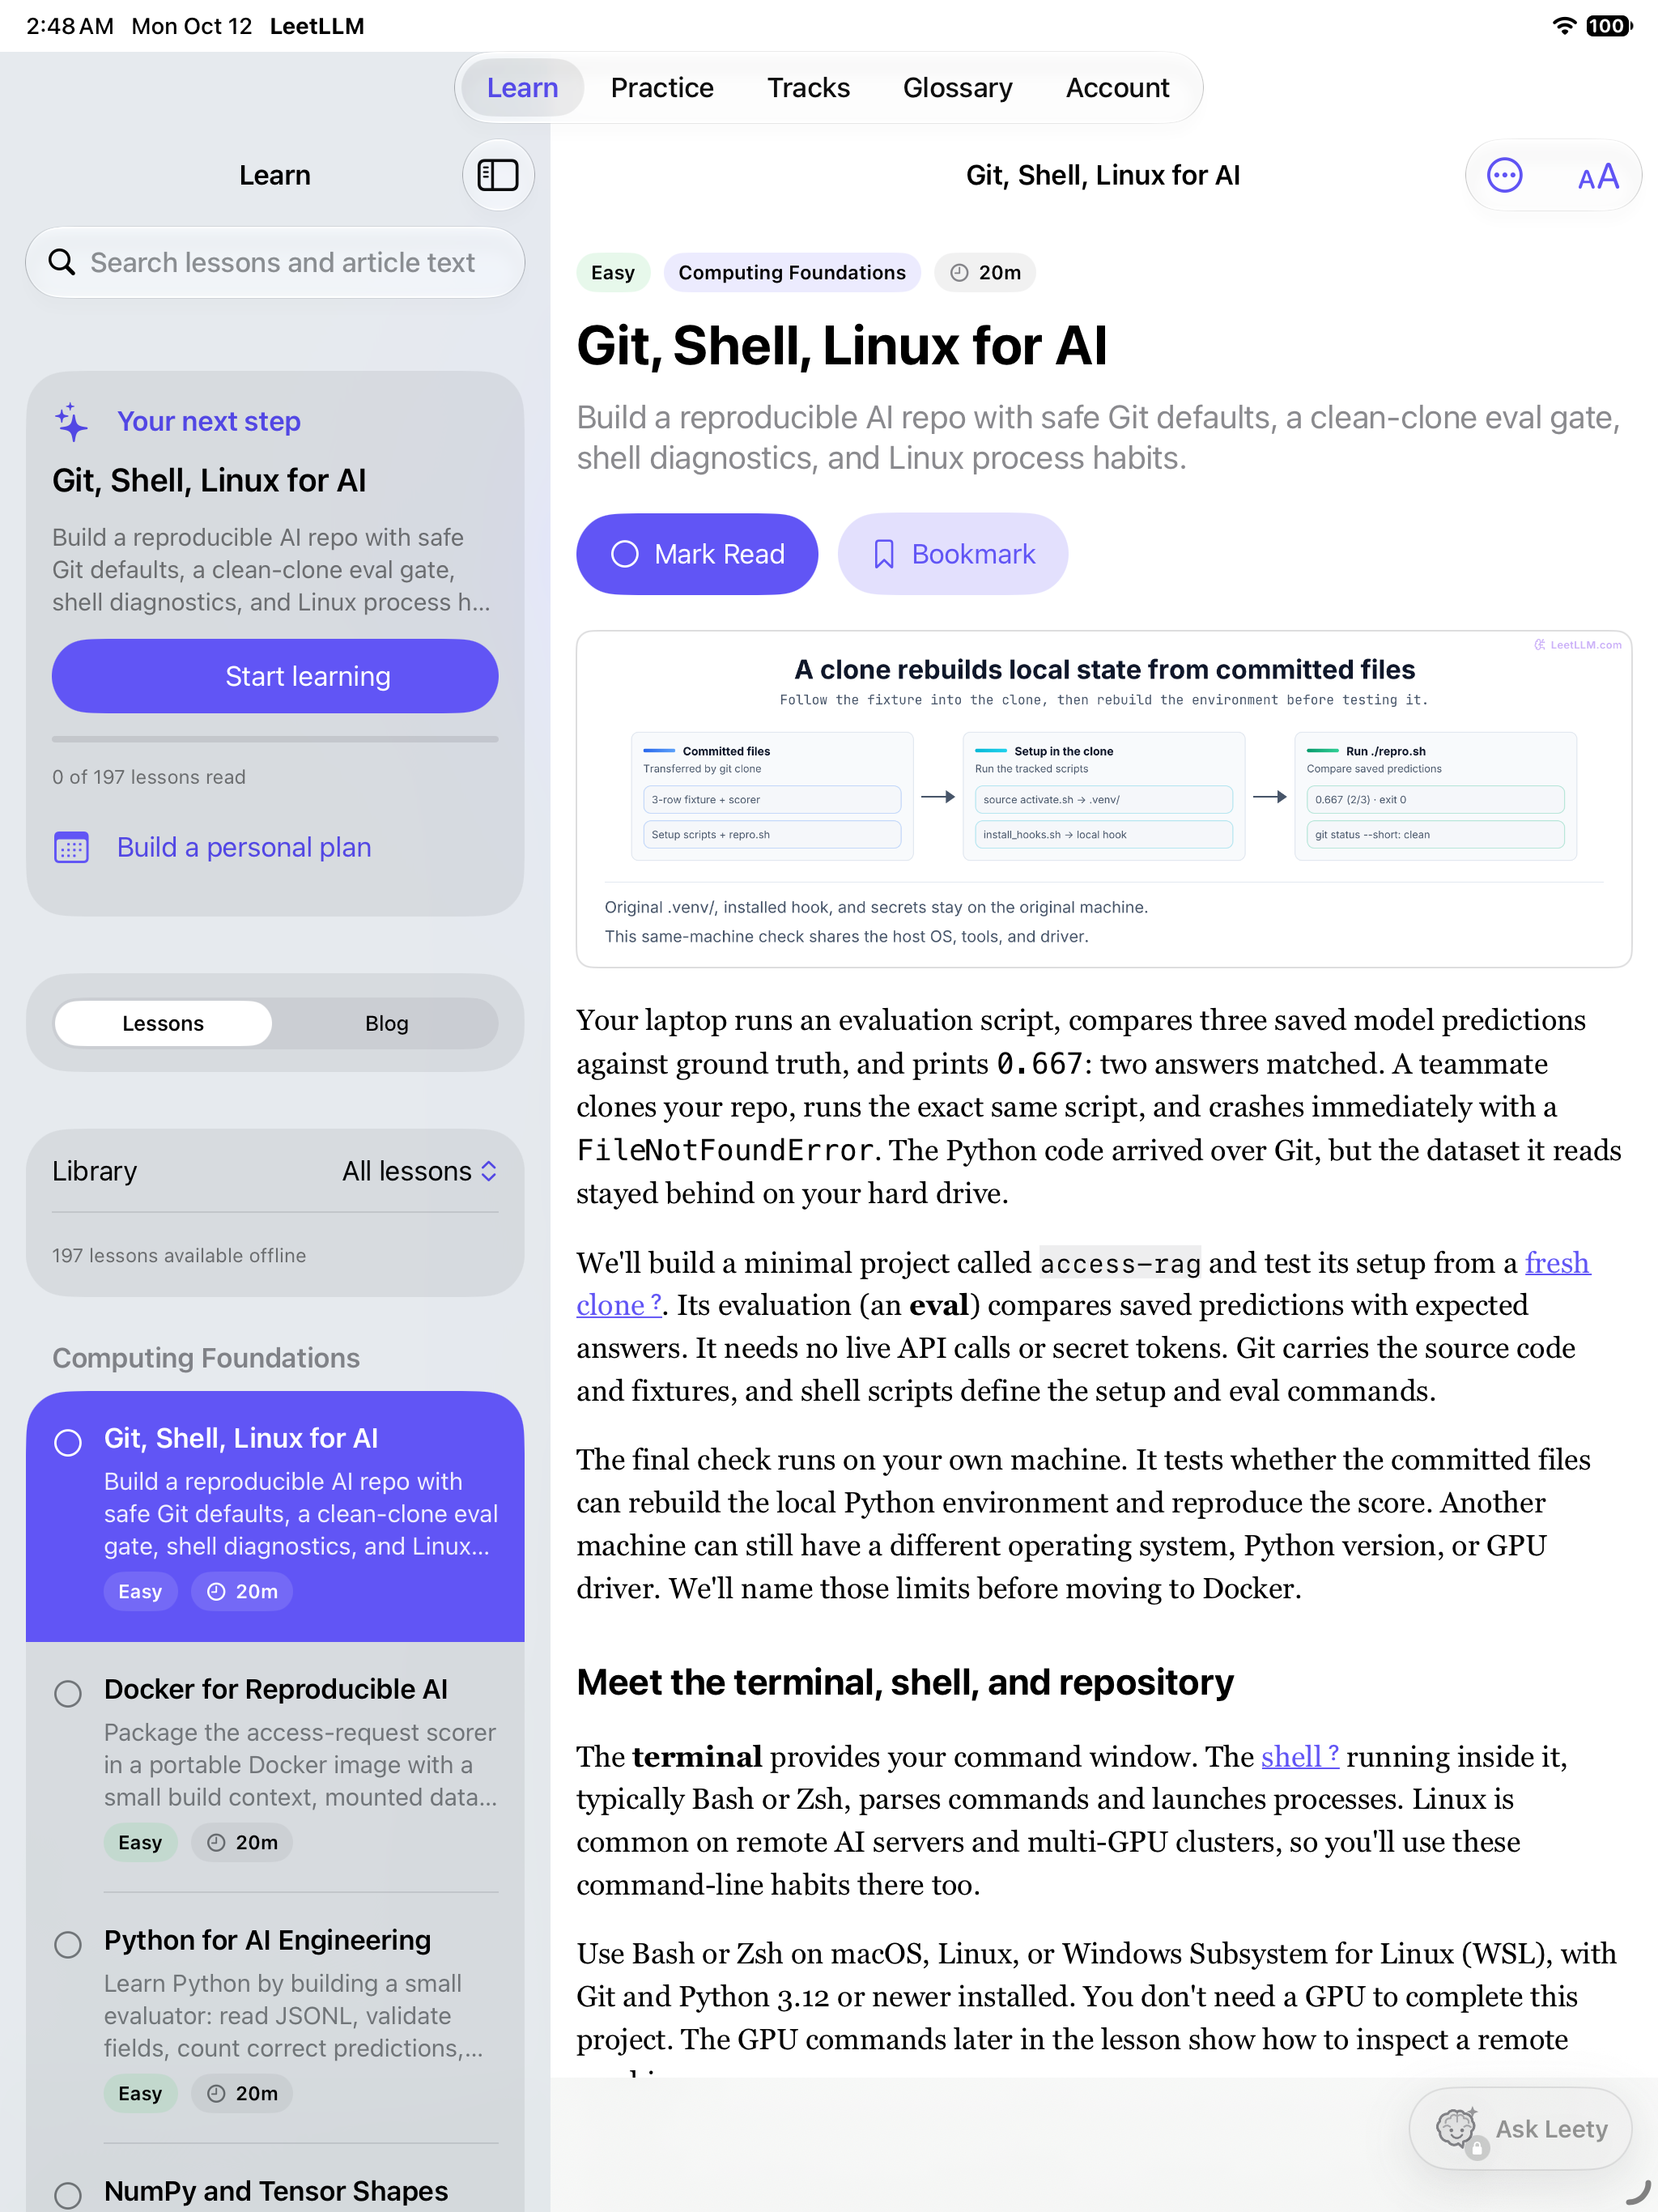 2:48 AM Mon Oct 12 LeetLLM
100
Learn Practice Tracks Glossary Account
Learn
Search lessons and article text
Your next step
Git, Shell, Linux for AI
Build a reproducible AI repo with safe
Git defaults, a clean-clone eval gate,
shell diagnostics, and Linux process h...
Start learning
0 of 197 lessons read
Build a personal plan
Lessons Blog
Library All lessons
197 lessons available offline
Computing Foundations
Git, Shell, Linux for AI
Build a reproducible AI repo with
safe Git defaults, a clean-clone eval
gate, shell diagnostics, and Linux...
Easy 20m
Docker for Reproducible AI
Package the access-request scorer
in a portable Docker image with a
small build context, mounted data...
Easy 20m
Python for AI Engineering
Learn Python by building a small
evaluator: read JSONL, validate
fields, count correct predictions,...
Easy 20m
NumPy and Tensor Shapes
Git, Shell, Linux for AI
AA
Easy Computing Foundations 20m
Git, Shell, Linux for AI
Build a reproducible AI repo with safe Git defaults, a clean-clone eval gate,
shell diagnostics, and Linux process habits.
Mark Read Bookmark
LeetLLM.com
A clone rebuilds local state from committed files
Follow the fixture into the clone, then rebuild the environment before testing it.
Committed files
Transferred by git clone
3-row fixture + scorer
Setup scripts + repro.sh
Setup in the clone
Run the tracked scripts
source activate.sh → .venv/
install_hooks.sh → local hook
Run ./repro.sh
Compare saved predictions
0.667 (2/3) · exit 0
git status --short: clean
Original .venv/, installed hook, and secrets stay on the original machine.
This same-machine check shares the host OS, tools, and driver.
Your laptop runs an evaluation script, compares three saved model predictions
against ground truth, and prints 0.667: two answers matched. A teammate
clones your repo, runs the exact same script, and crashes immediately with a
FileNotFoundError. The Python code arrived over Git, but the dataset it reads
stayed behind on your hard drive.
We'll build a minimal project called access-rag and test its setup from a fresh
clone ?. Its evaluation (an eval) compares saved predictions with expected
answers. It needs no live API calls or secret tokens. Git carries the source code
and fixtures, and shell scripts define the setup and eval commands.
The final check runs on your own machine. It tests whether the committed files
can rebuild the local Python environment and reproduce the score. Another
machine can still have a different operating system, Python version, or GPU
driver. We'll name those limits before moving to Docker.
Meet the terminal, shell, and repository
The terminal provides your command window. The shell ? running inside it,
typically Bash or Zsh, parses commands and launches processes. Linux is
common on remote AI servers and multi-GPU clusters, so you'll use these
command-line habits there too.
Use Bash or Zsh on macOS, Linux, or Windows Subsystem for Linux (WSL), with
Git and Python 3.12 or newer installed. You don't need a GPU to complete this
project. The GPU commands later in the lesson show how to inspect a remote
Ask Leety